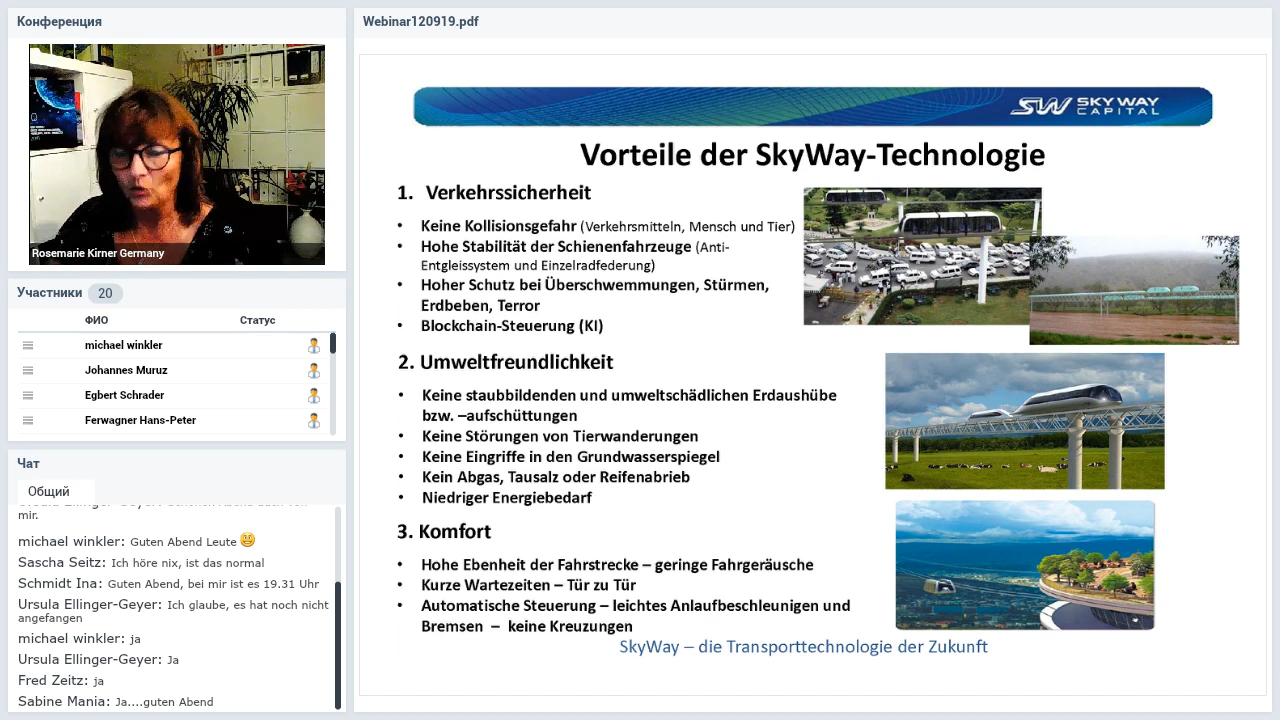 Конференция
Rosemarie Kirner Germany
Участники 20
ФИО Статус
michael winkler
Johannes Muruz
Egbert Schrader
Ferwagner Hans-Peter
Чат
Общий
mir.
michael winkler: Guten Abend Leute
Sascha Seitz: Ich höre nix, ist das normal
Schmidt Ina: Guten Abend, bei mir ist es 19.31 Uhr
Ursula Ellinger-Geyer: Ich glaube, es hat noch nicht
angefangen
michael winkler: ja
Ursula Ellinger-Geyer: Ja
Fred Zeitz: ja
Sabine Mania: Ja....guten Abend
Webinar120919.pdf
SW SKY WAY
CAPITAL
Vorteile der SkyWay-Technologie
1. Verkehrssicherheit
• Keine Kollisionsgefahr (Verkehrsmitteln, Mensch und Tier)
• Hohe Stabilität der Schienenfahrzeuge (Anti-
Entgleissystem und Einzelradfederung)
• Hoher Schutz bei Überschwemmungen, Stürmen,
Erdbeben, Terror
• Blockchain-Steuerung (KI)
2. Umweltfreundlichkeit
• Keine staubbildenden und umweltschädlichen Erdaushübe
bzw. –aufschüttungen
• Keine Störungen von Tierwanderungen
• Keine Eingriffe in den Grundwasserspiegel
• Kein Abgas, Tausalz oder Reifenabrieb
• Niedriger Energiebedarf
3. Komfort
• Hohe Ebenheit der Fahrstrecke – geringe Fahrgeräusche
• Kurze Wartezeiten – Tür zu Tür
• Automatische Steuerung – leichtes Anlaufbeschleunigen und
Bremsen – keine Kreuzungen
SkyWay – die Transporttechnologie der Zukunft